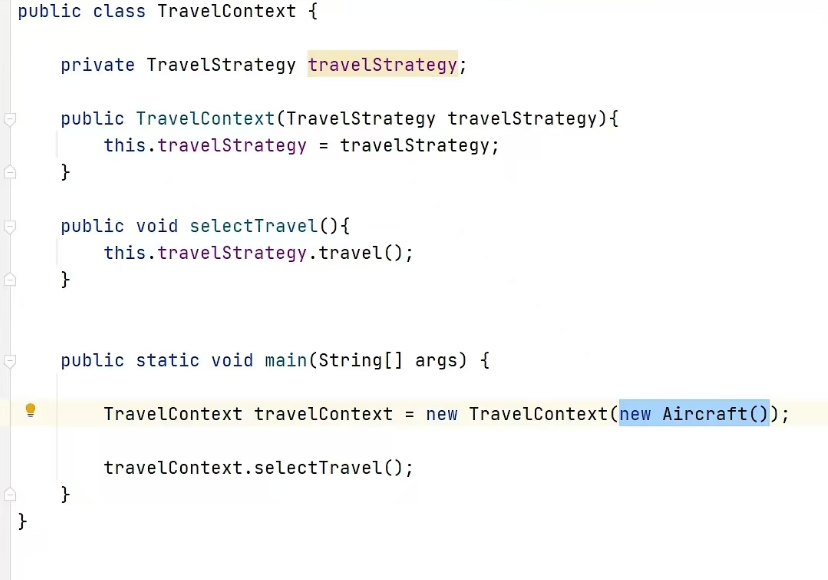 public class TravelContext {
private TravelStrategy travelStrategy;
public TravelContext(TravelStrategy travelStrategy){
this.travelStrategy = travelStrategy;
}
public void selectTravel(){
this.travelStrategy.travel();
}
public static void main(String[] args) {
TravelContext travelContext = new TravelContext(new Aircraft());
travelContext.selectTravel();
}
}